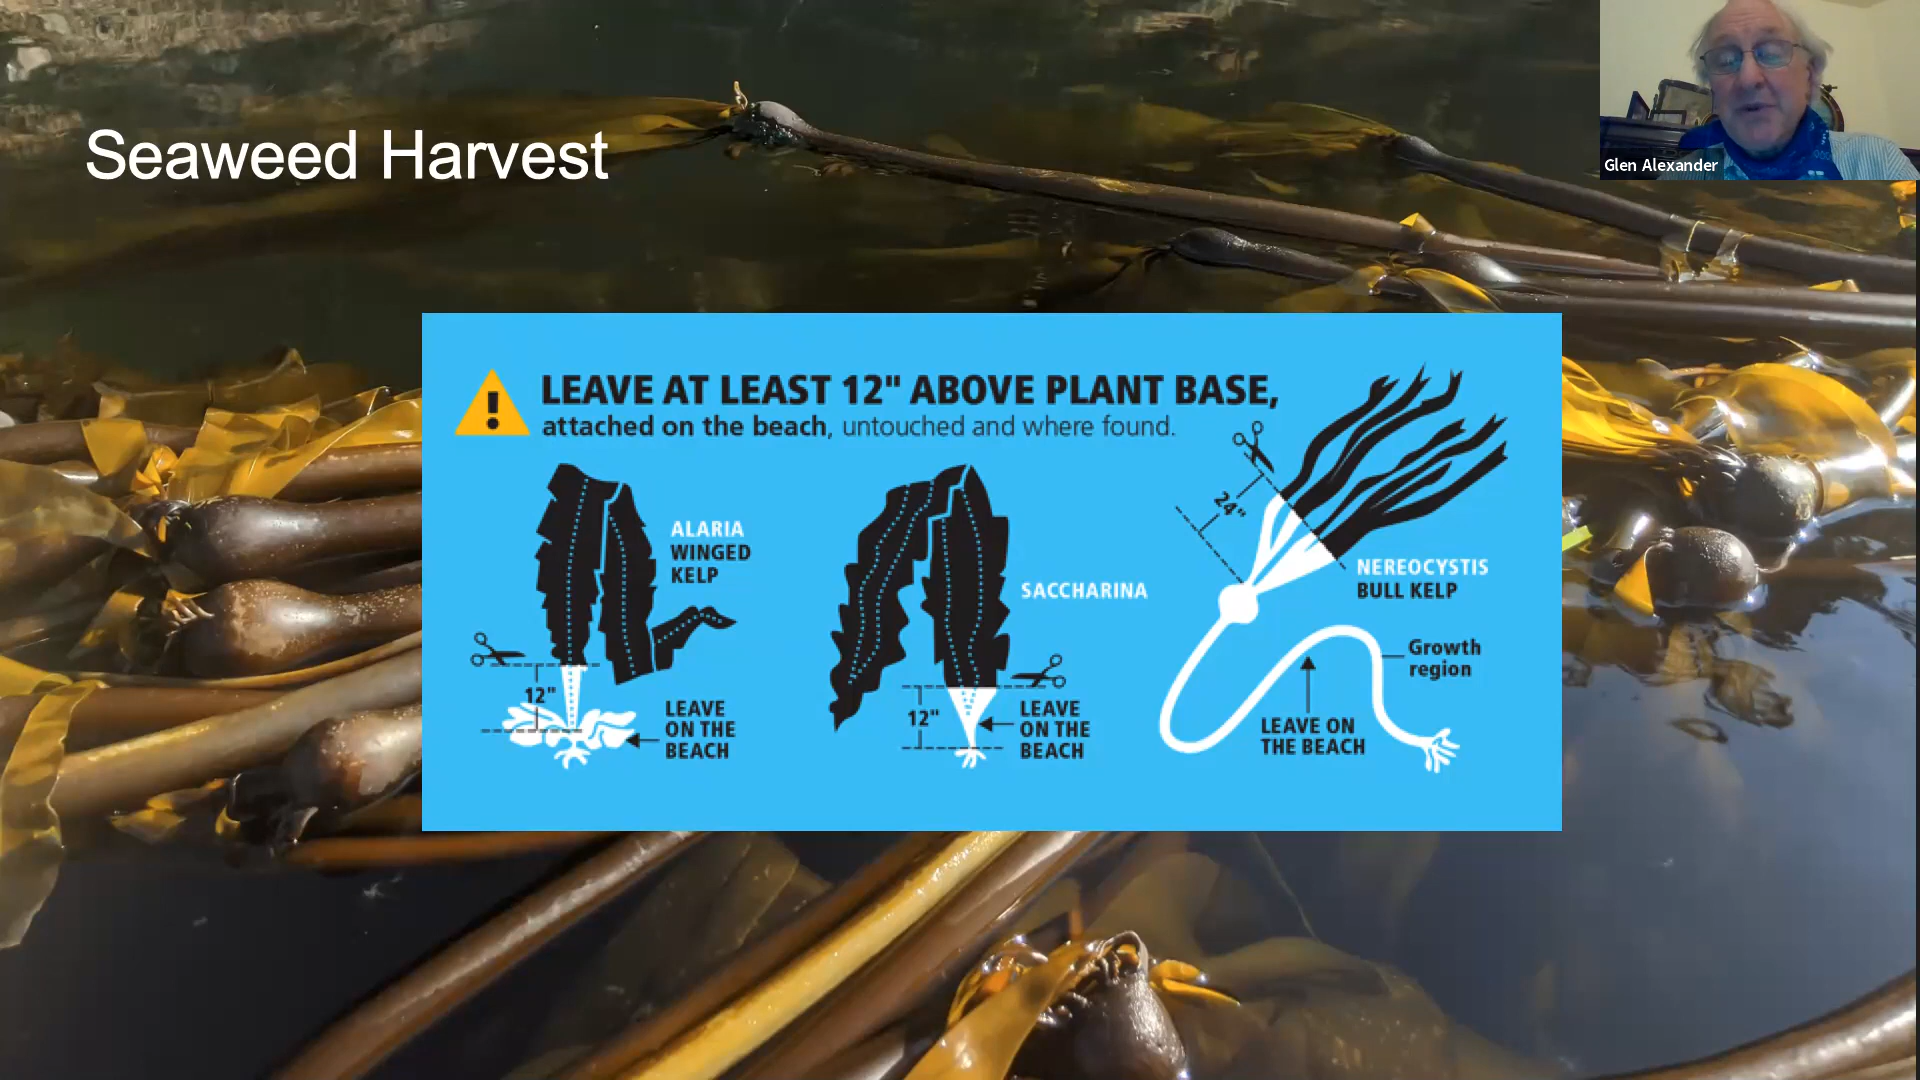 Seaweed Harvest
Glen Alexander
LEAVE AT LEAST 12" ABOVE PLANT BASE,
attached on the beach, untouched and where found.
ALARIA
WINGED
KELP
12"
LEAVE
ON THE
BEACH
SACCHARINA
12"
LEAVE
ON THE
BEACH
24"
NEREOCYSTIS
BULL KELP
Growth
region
LEAVE ON
THE BEACH